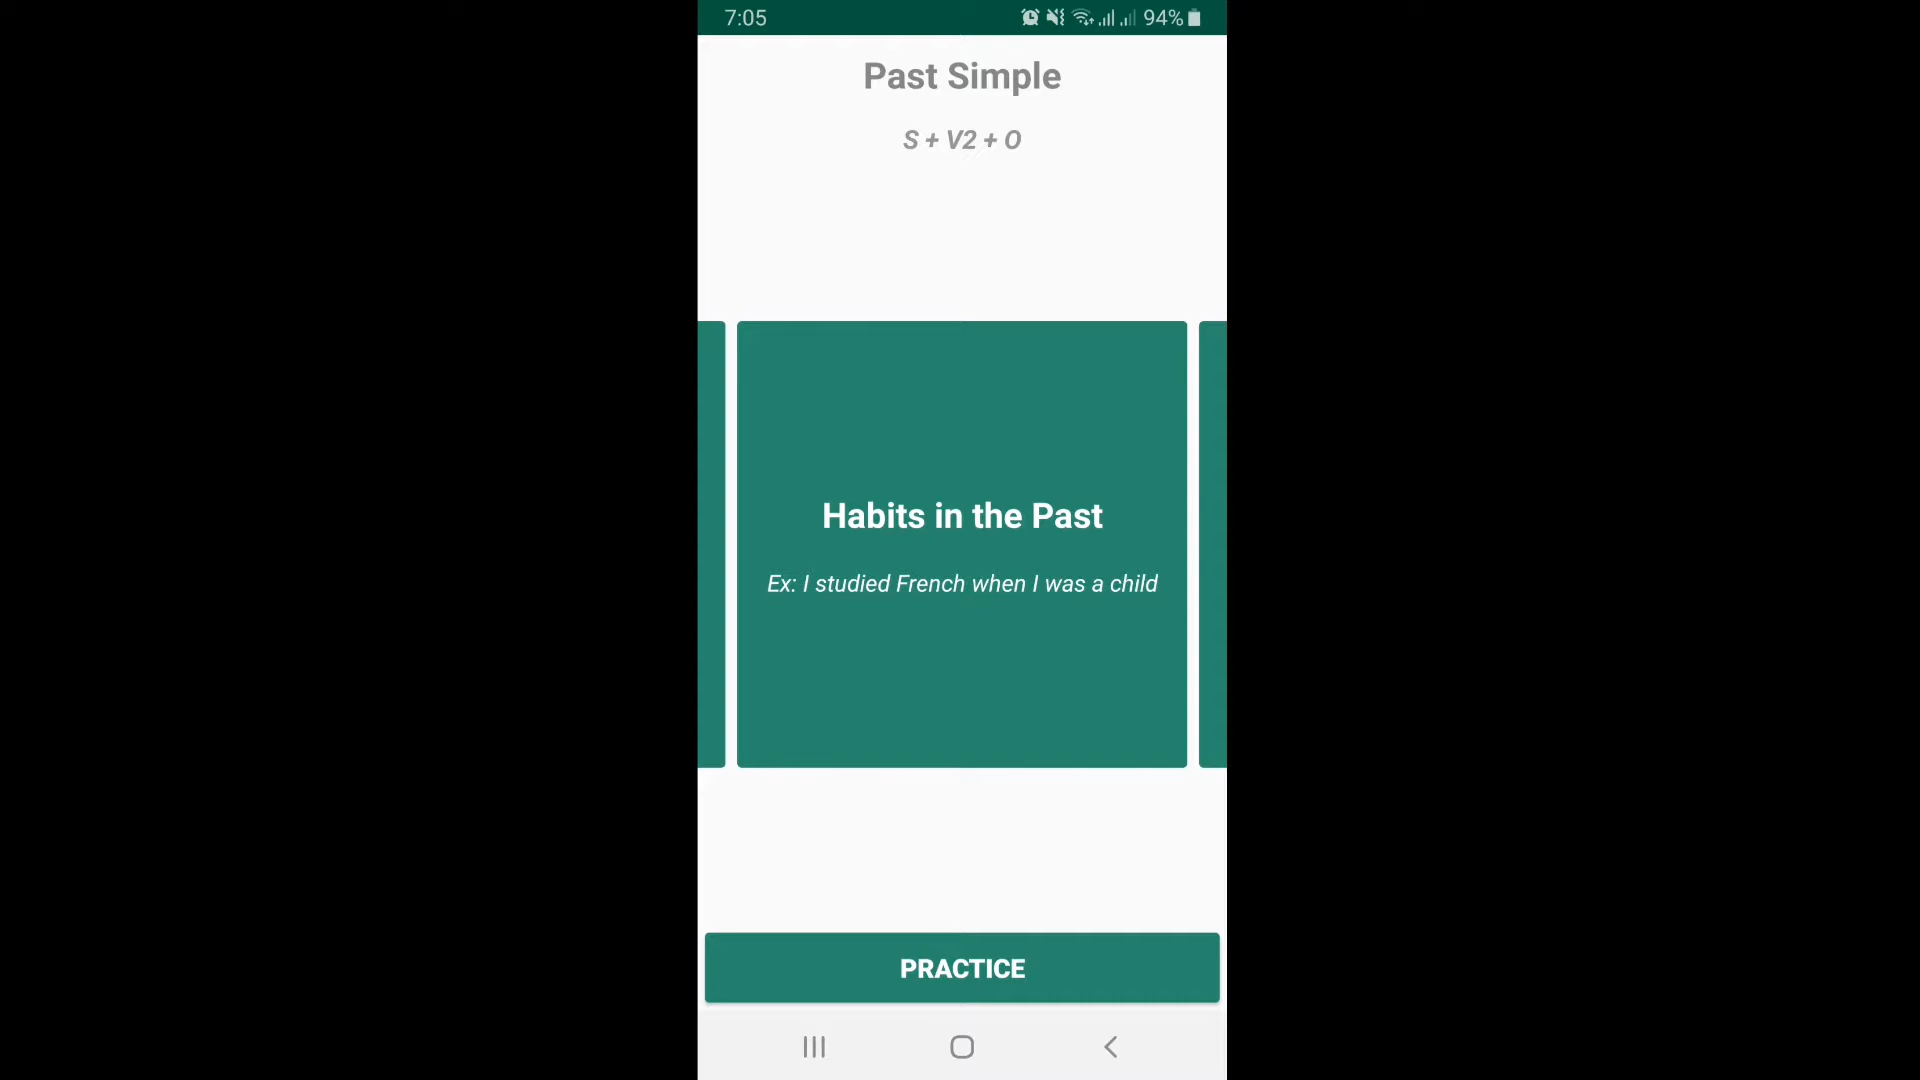 7:05 94%
Past Simple
S + V2 + O
Habits in the Past
Ex: I studied French when I was a child
PRACTICE